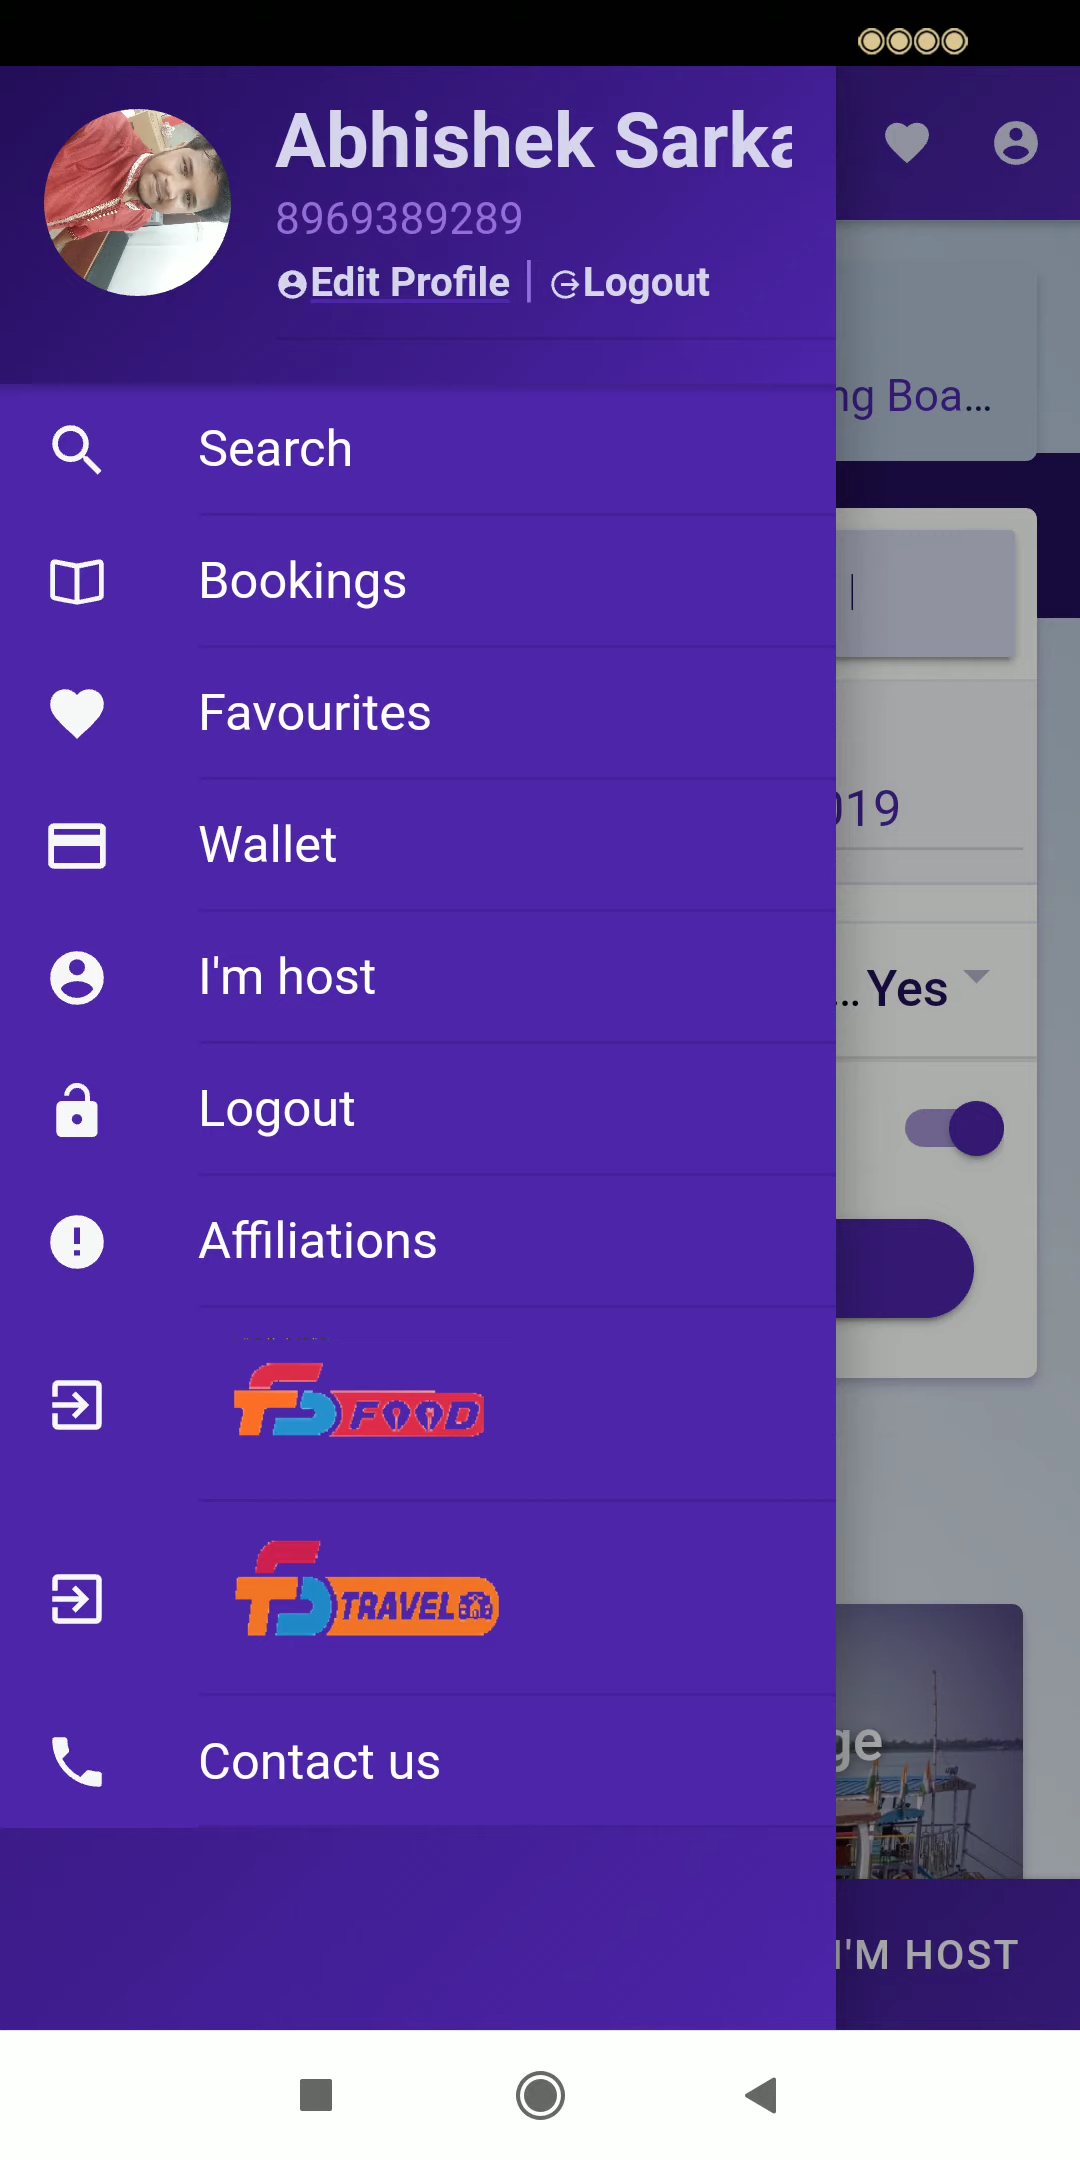 Abhishek Sarka
8969389289
Edit Profile | Logout
Search
Bookings
Favourites
Wallet
I'm host
Logout
Affiliations
FOOD
TRAVEL
Contact us
ng Boa...
019
...Yes
ge
I'M HOST